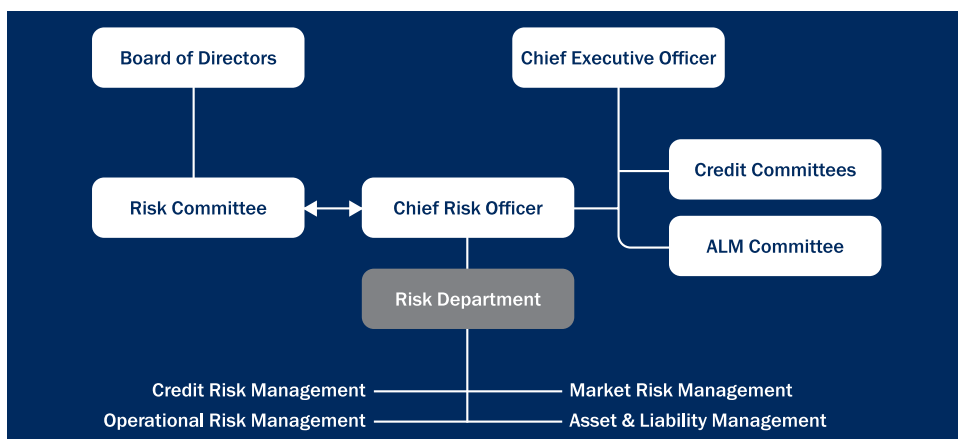 Board of Directors
Chief Executive Officer
Credit Committees
Risk Committee
Chief Risk Officer
ALM Committee
Risk Department
Credit Risk Management
Market Risk Management
Operational Risk Management
Asset & Liability Management